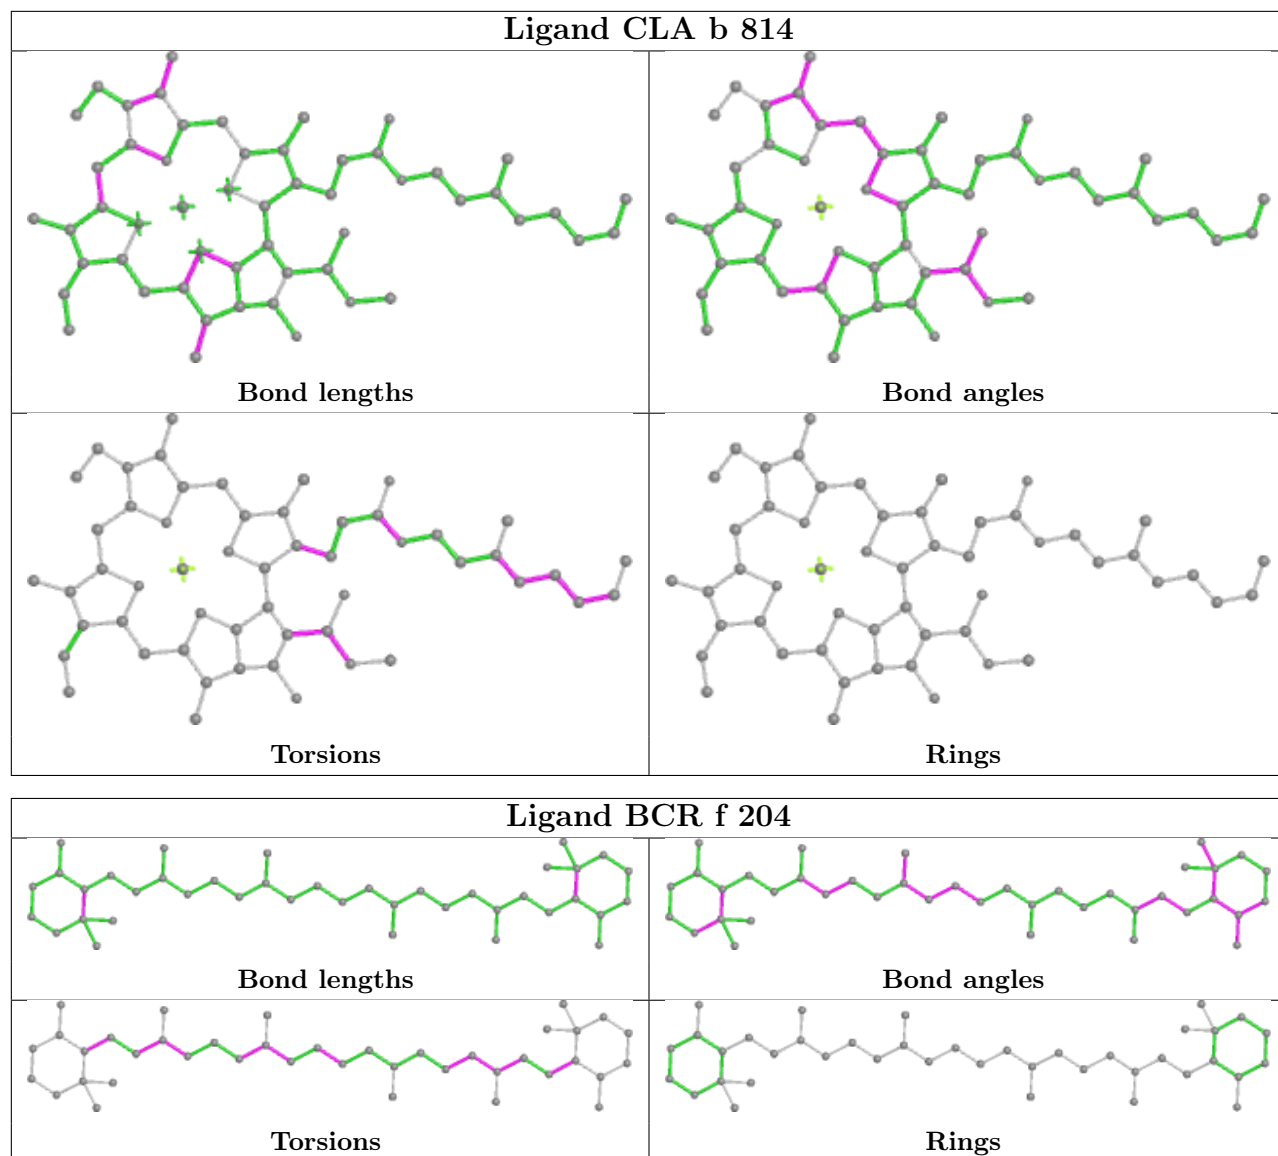 Ligand CLA b 814
Bond lengths
Bond angles
Torsions
Rings
Ligand BCR f 204
Bond lengths
Bond angles
Torsions
Rings